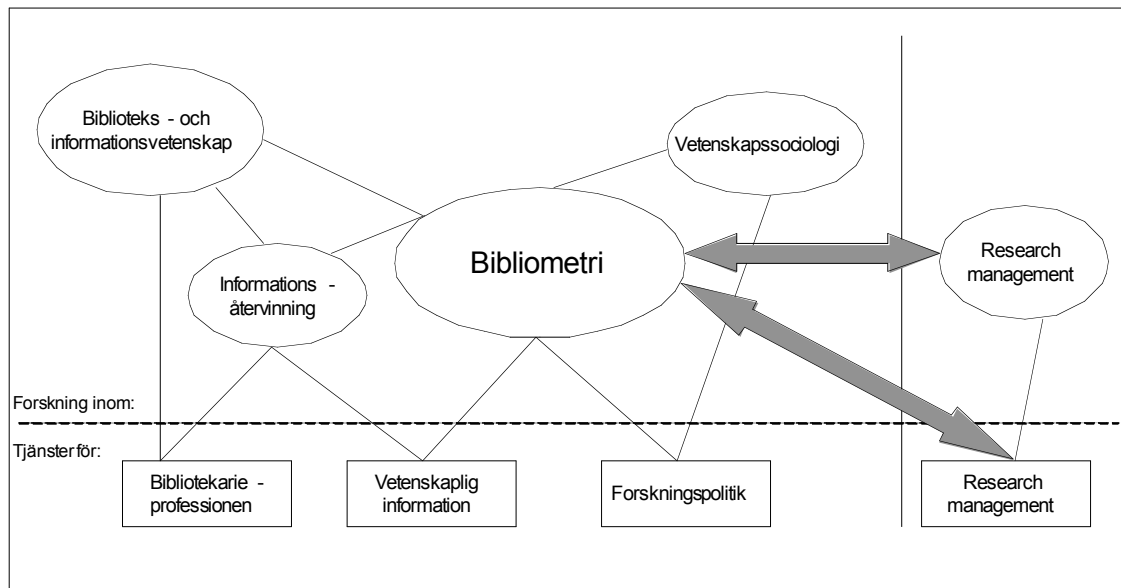 Biblioteks - och
informationsvetenskap
Vetenskapssociologi
Bibliometri
Research
management
Informations -
återvinning
Forskning inom:
Tjänster för:
Bibliotekarie -
professionen
Vetenskaplig
information
Forskningspolitik
Research
management